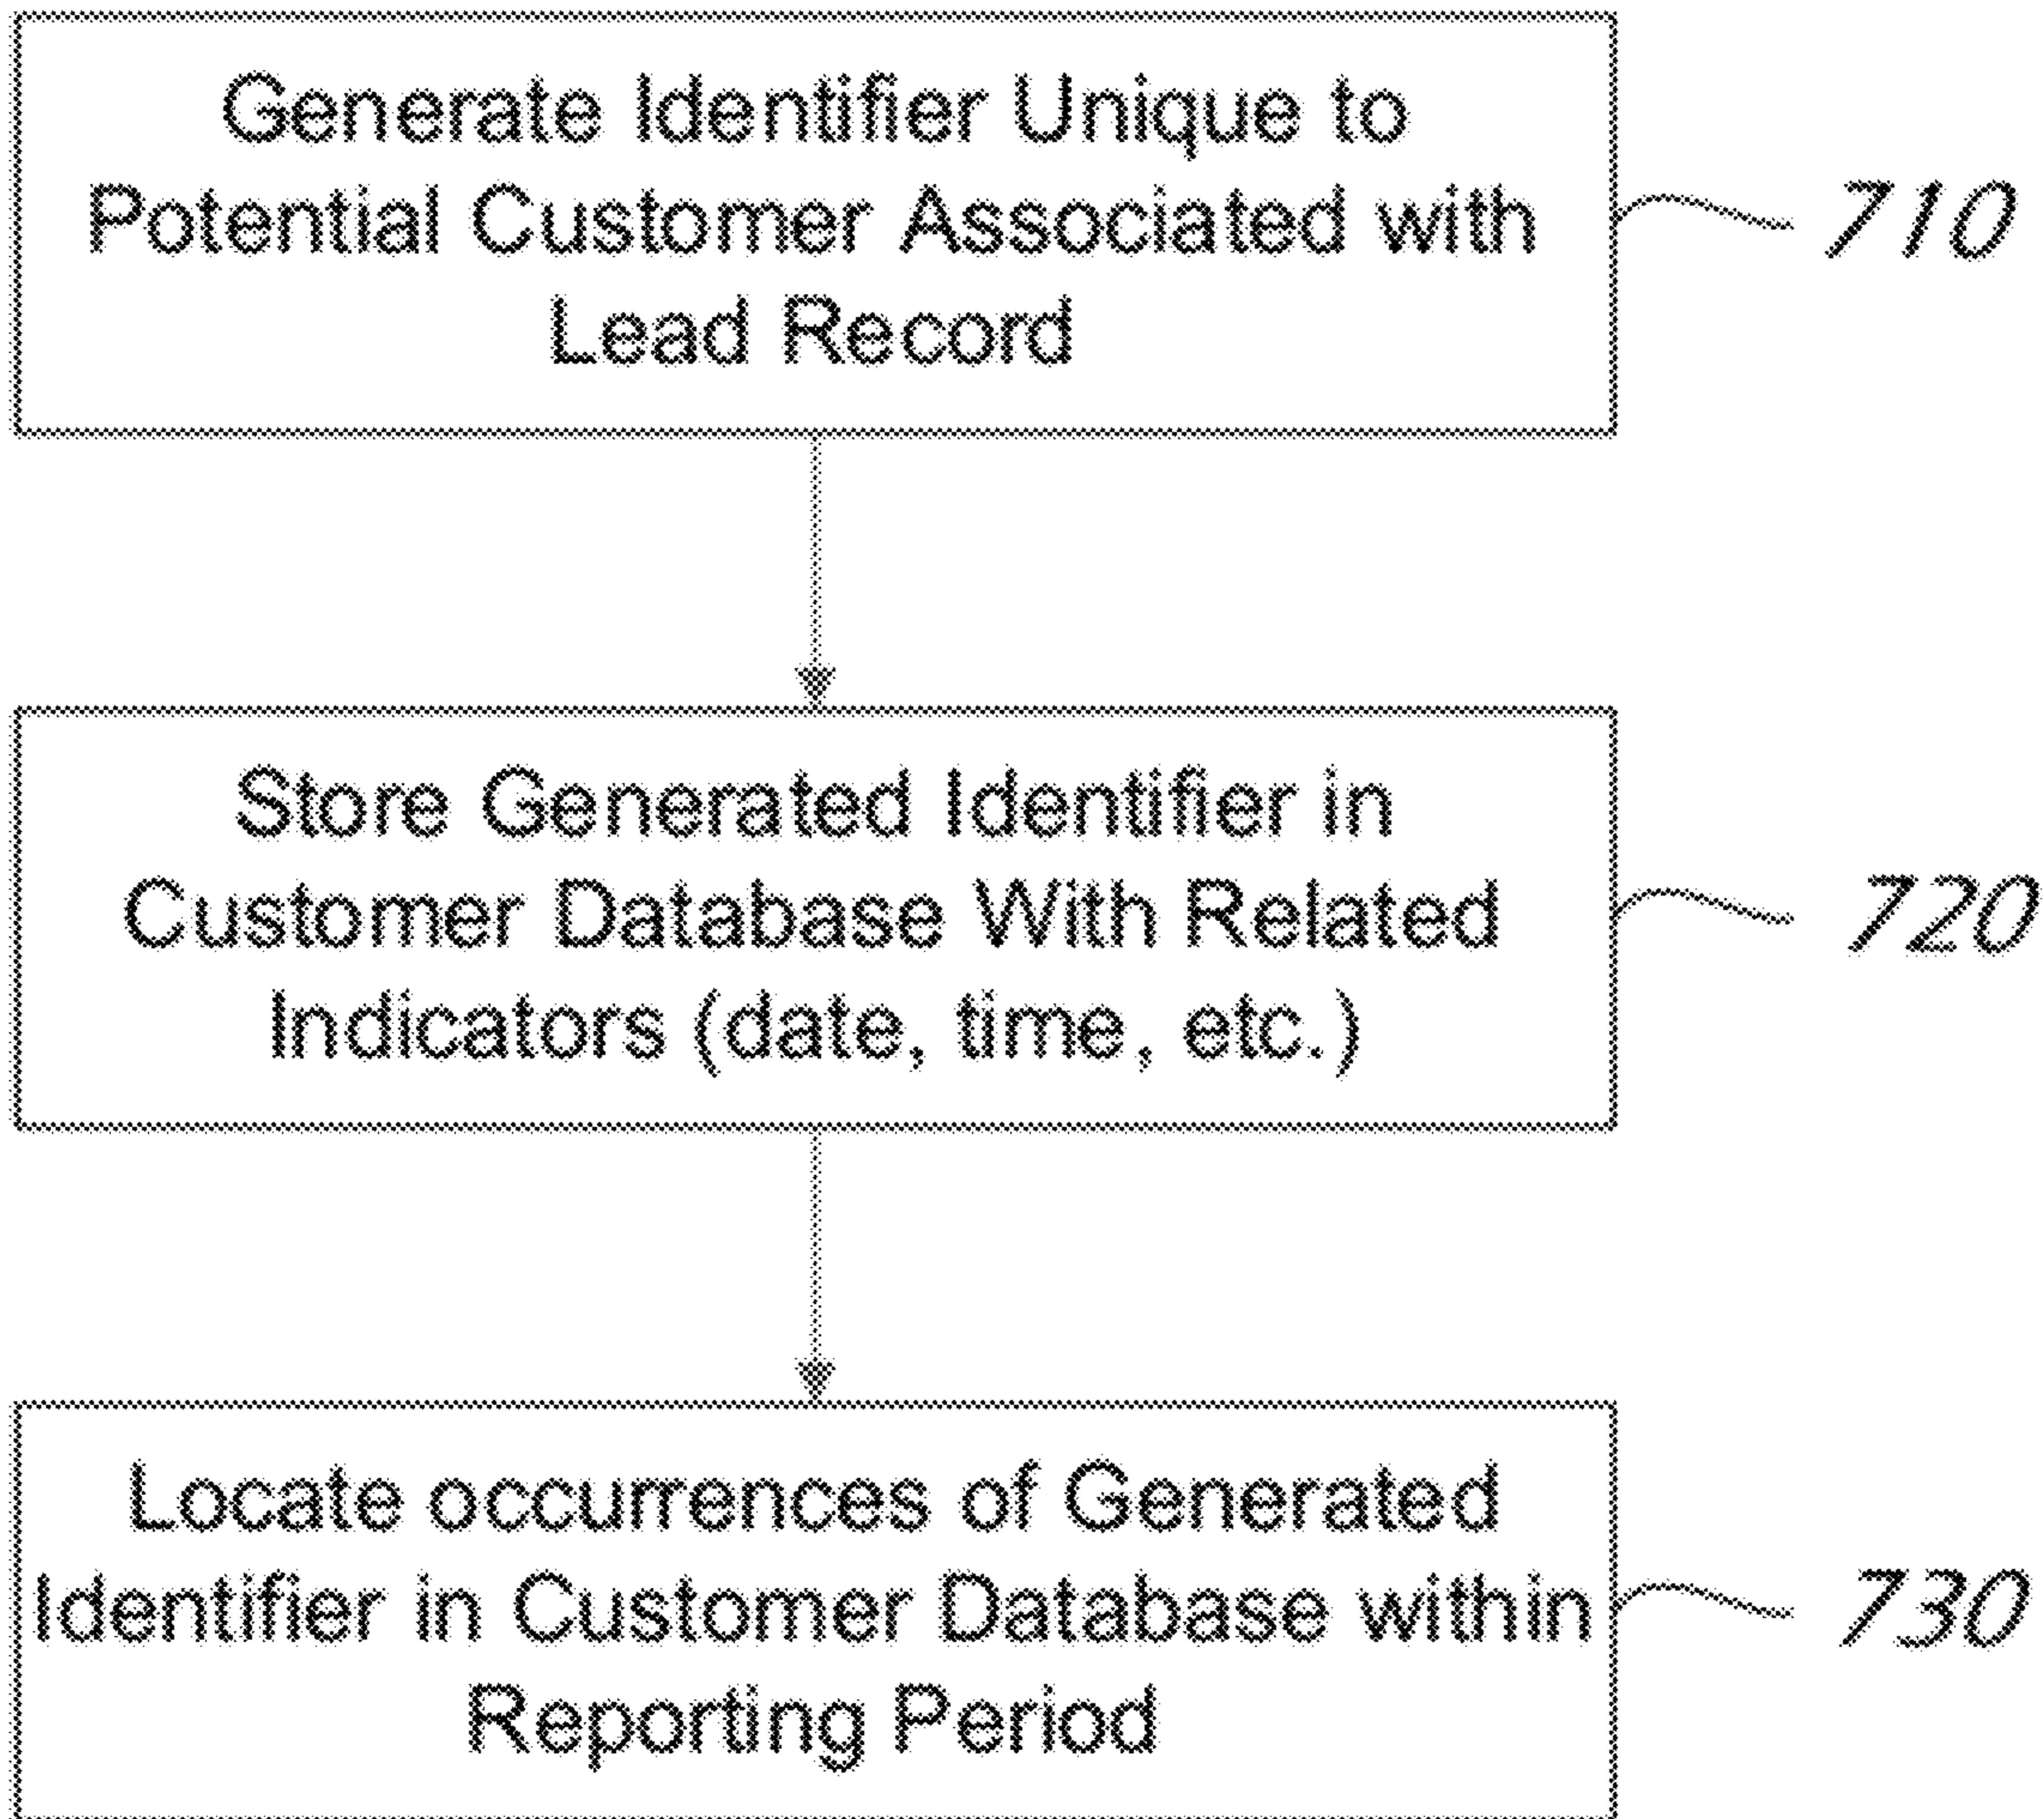 Generate Identifier Unique to
Potential Customer Associated with
Lead Record
710
Store Generated Identifier in
Customer Database With Related
Indicators (date, time, etc.)
720
Locate occurrences of Generated
Identifier in Customer Database within
Reporting Period
730